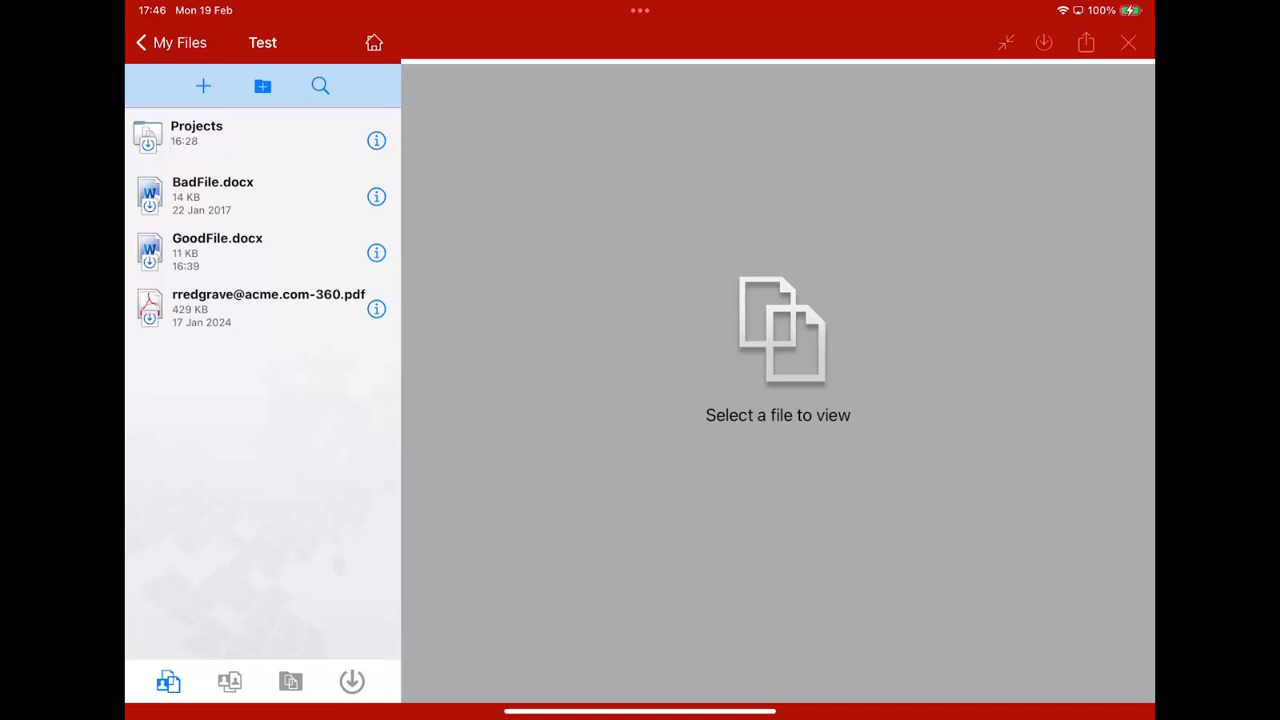 17:46 Mon 19 Feb
100%
My Files
Test
Projects
16:28
BadFile.docx
14 KB
22 Jan 2017
GoodFile.docx
11 KB
16:39
rredgrave@acme.com-360.pdf
429 KB
17 Jan 2024
Select a file to view